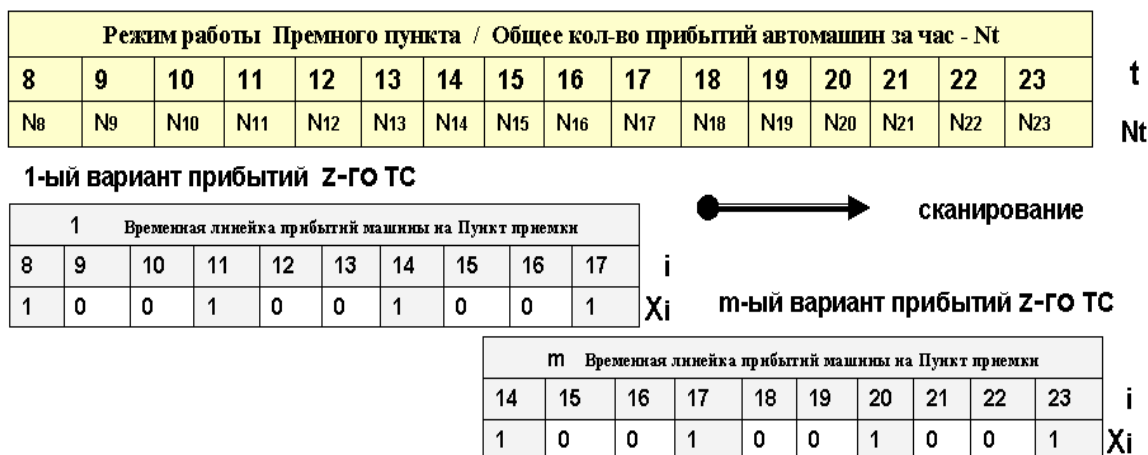 Режим работы Премного пункта / Общее кол-во прибытий автомашин за час - Nt
8 9 10 11 12 13 14 15 16 17 18 19 20 21 22 23 t
N8 N9 N10 N11 N12 N13 N14 N15 N16 N17 N18 N19 N20 N21 N22 N23 Nt
1-ый вариант прибытий z-го ТС
сканирование
1 Временная линейка прибытий машины на Пункт приемки
8 9 10 11 12 13 14 15 16 17 i
1 0 0 1 0 0 1 0 0 1 Xi
m-ый вариант прибытий z-го ТС
m Временная линейка прибытий машины на Пункт приемки
14 15 16 17 18 19 20 21 22 23 i
1 0 0 1 0 0 1 0 0 1 Xi